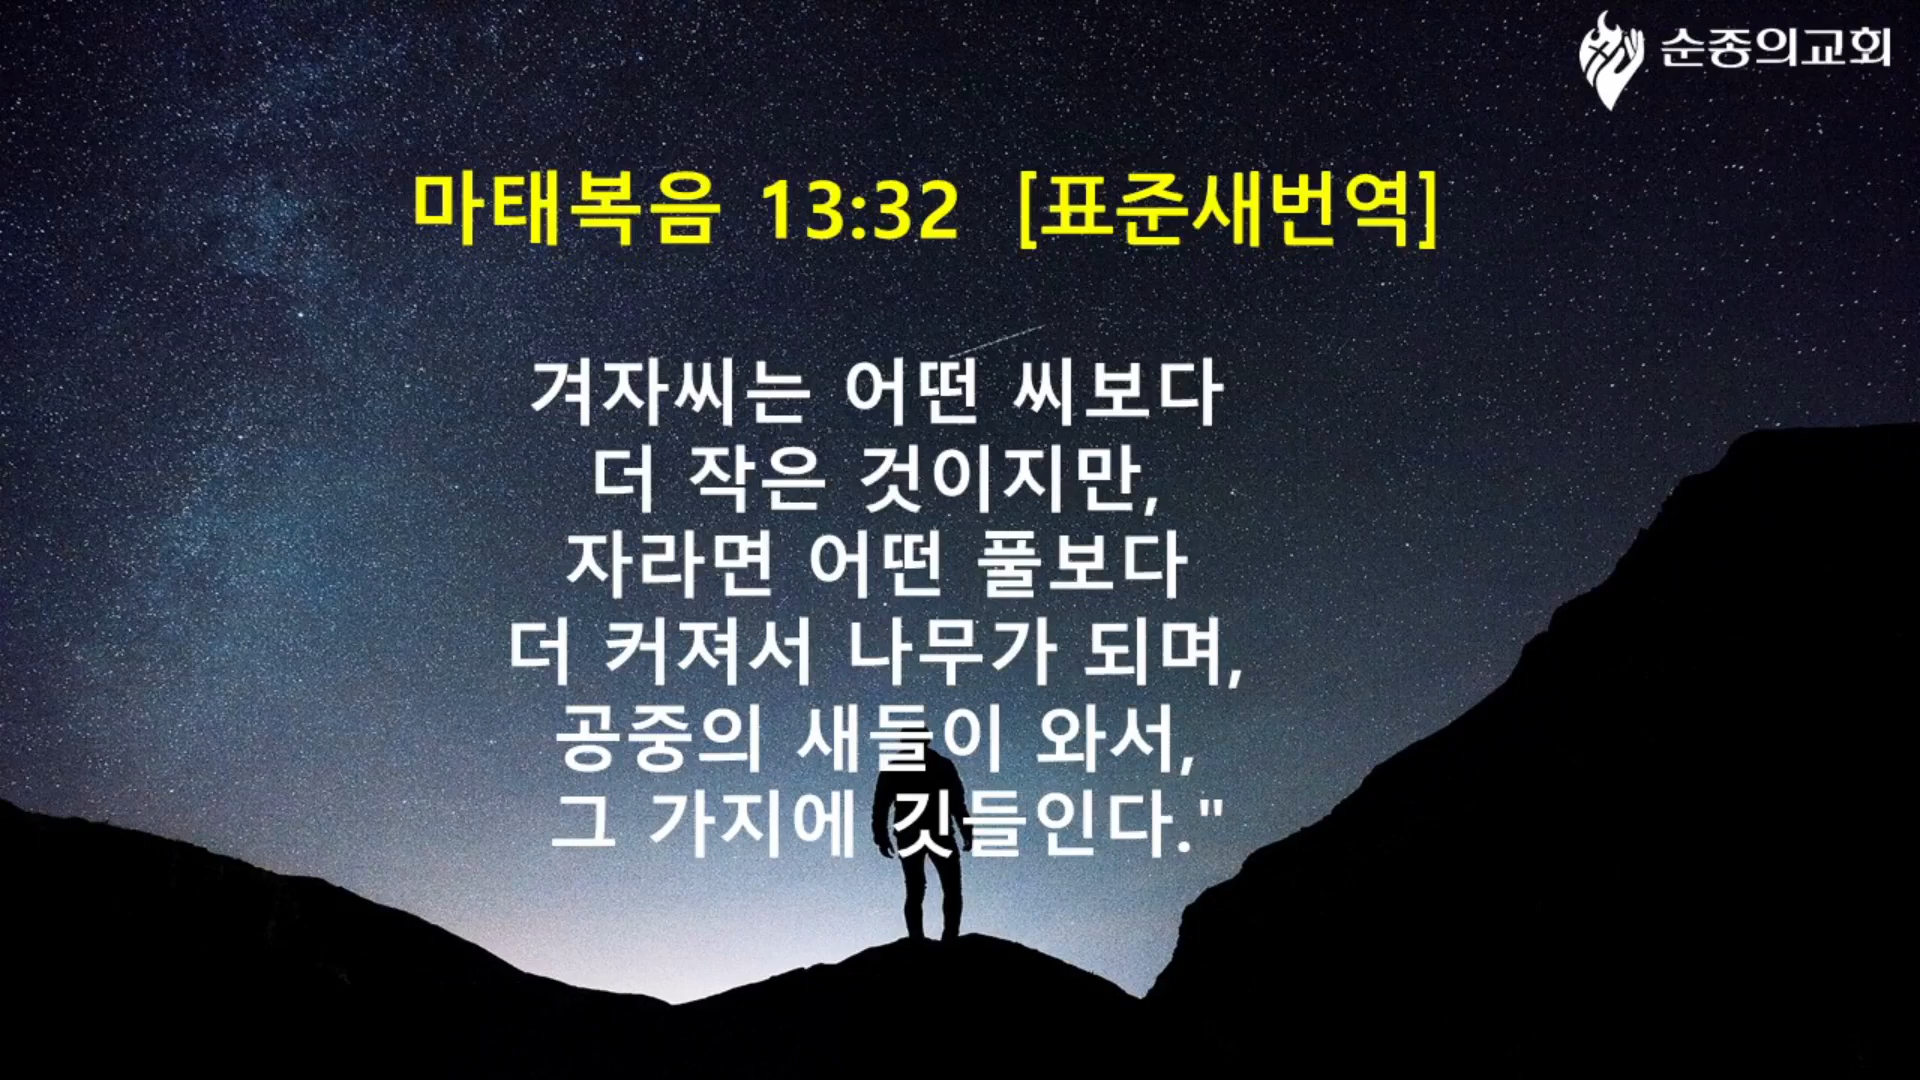 순종의교회
마태복음 13:32 [표준새번역]
겨자씨는 어떤 씨보다
더 작은 것이지만,
자라면 어떤 풀보다
더 커져서 나무가 되며,
공중의 새들이 와서,
그 가지에 깃들인다."